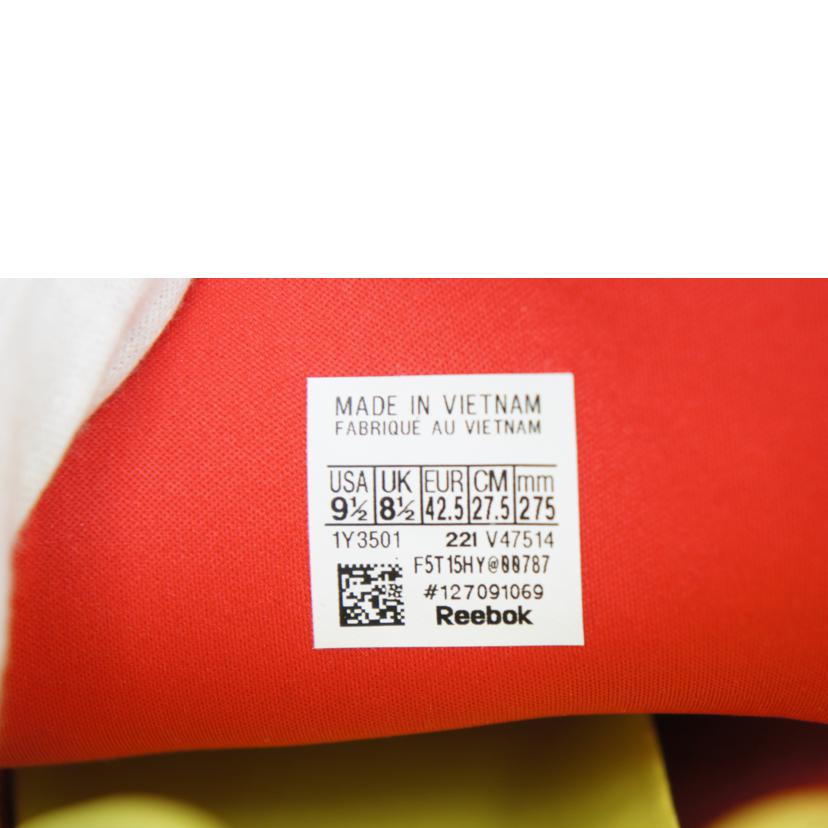 MADE IN VIETNAM
FABRIQUÉ AU VIETNAM
USA UK EUR CM mm
9½ 8½ 42.5 27.5 275
1Y3501 221 V47514
F5T15HY@00787
#127091069
Reebok